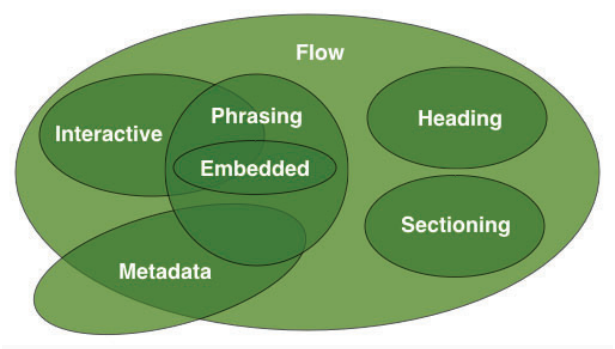 Flow
Phrasing
Heading
Interactive
Embedded
Sectioning
Metadata